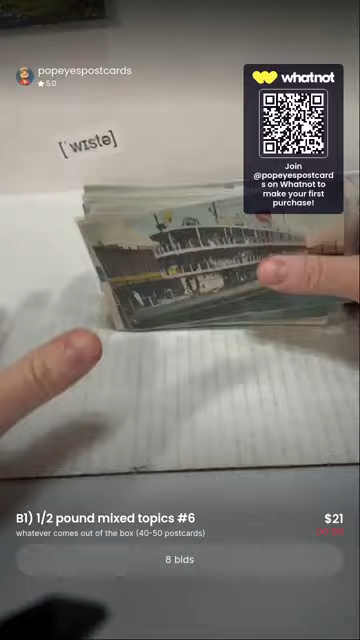 popeyespostcards
5.0
whatnot
Join
@popeyespostcard
s on Whatnot to
make your first
purchase!
['wɪstə]
B1) 1/2 pound mixed topics #6
$21
whatever comes out of the box (40-50 postcards)
8 bids